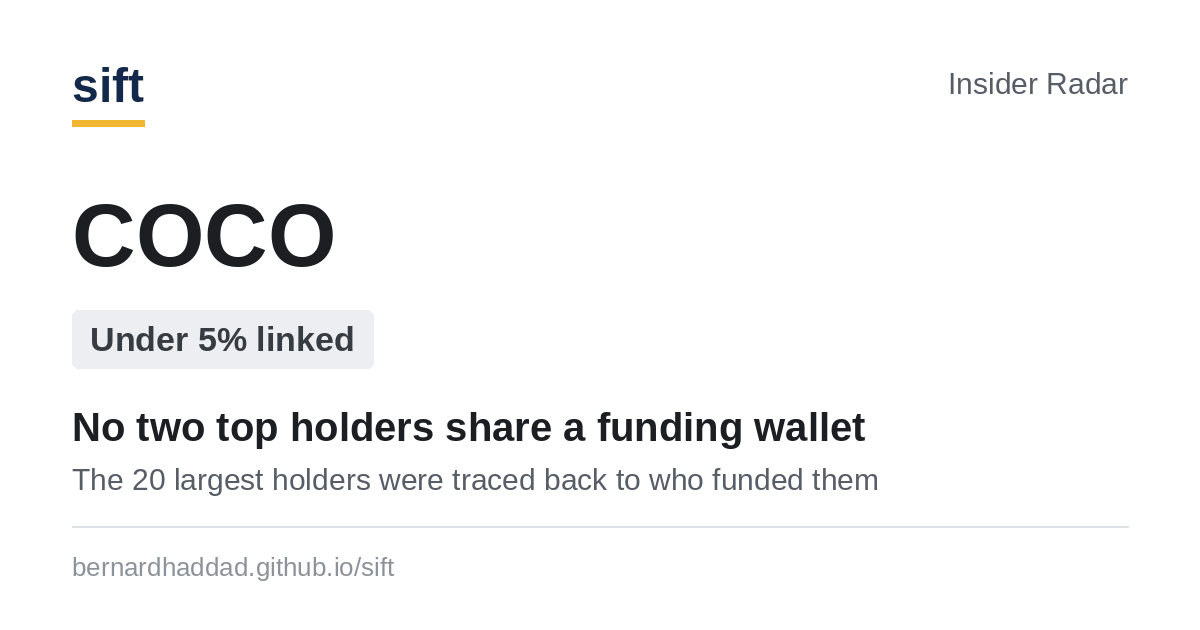 sift
Insider Radar
COCO
Under 5% linked
No two top holders share a funding wallet
The 20 largest holders were traced back to who funded them
bernardhaddad.github.io/sift